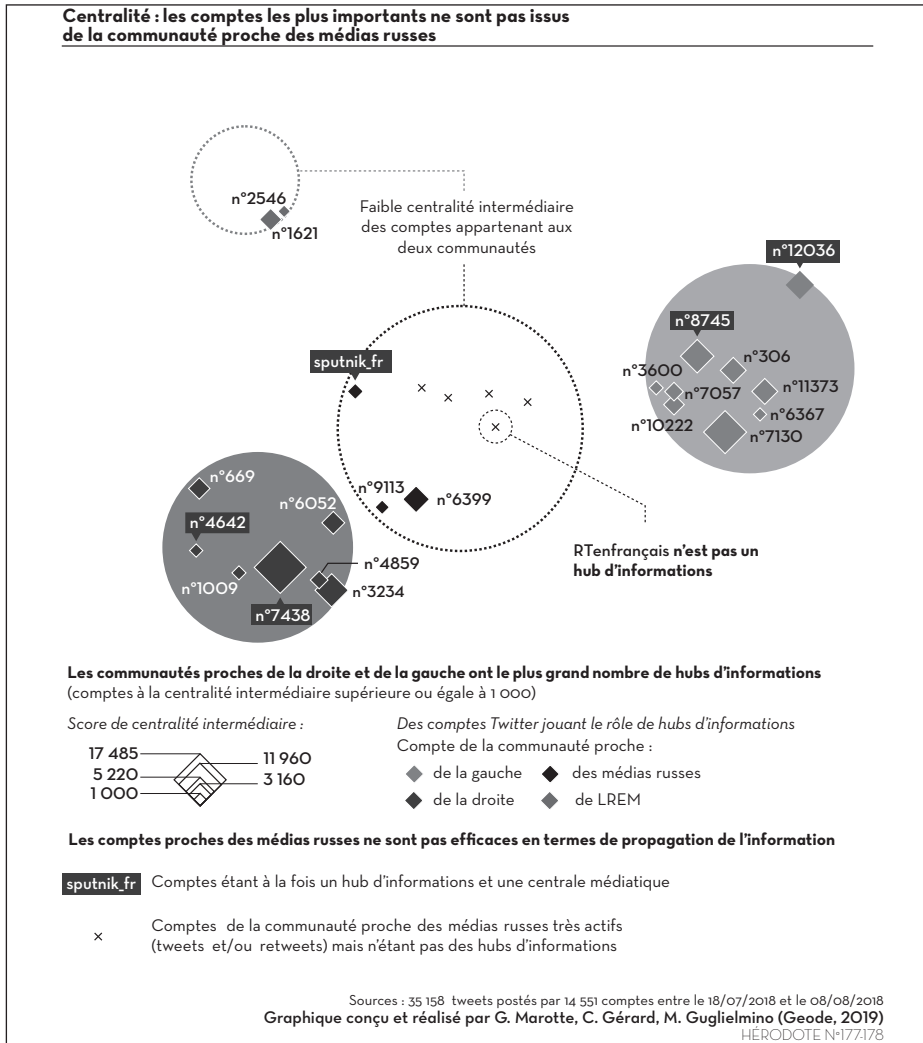 Centralité : les comptes les plus importants ne sont pas issus
de la communauté proche des médias russes
n°2546
n°1621
Faible centralité intermédiaire
des comptes appartenant aux
deux communautés
n°12036
n°8745
n°306
n°3600
n°7057
n°11373
n°10222
n°6367
n°7130
sputnik_fr
n°9113
n°6399
n°669
n°6052
n°4642
n°4859
n°1009
n°3234
n°7438
RTenfrançais n'est pas un
hub d'informations
Les communautés proches de la droite et de la gauche ont le plus grand nombre de hubs d'informations
(comptes à la centralité intermédiaire supérieure ou égale à 1 000)
Score de centralité intermédiaire :
17 485
11 960
5 220
3 160
1 000
Des comptes Twitter jouant le rôle de hubs d'informations
Compte de la communauté proche :
de la gauche
des médias russes
de la droite
de LREM
Les comptes proches des médias russes ne sont pas efficaces en termes de propagation de l'information
sputnik_fr Comptes étant à la fois un hub d'informations et une centrale médiatique
Comptes de la communauté proche des médias russes très actifs
(tweets et/ou retweets) mais n'étant pas des hubs d'informations
Sources : 35 158 tweets postés par 14 551 comptes entre le 18/07/2018 et le 08/08/2018
Graphique conçu et réalisé par G. Marotte, C. Gérard, M. Guglielmino (Geode, 2019)
HÉRODOTE N°177-178